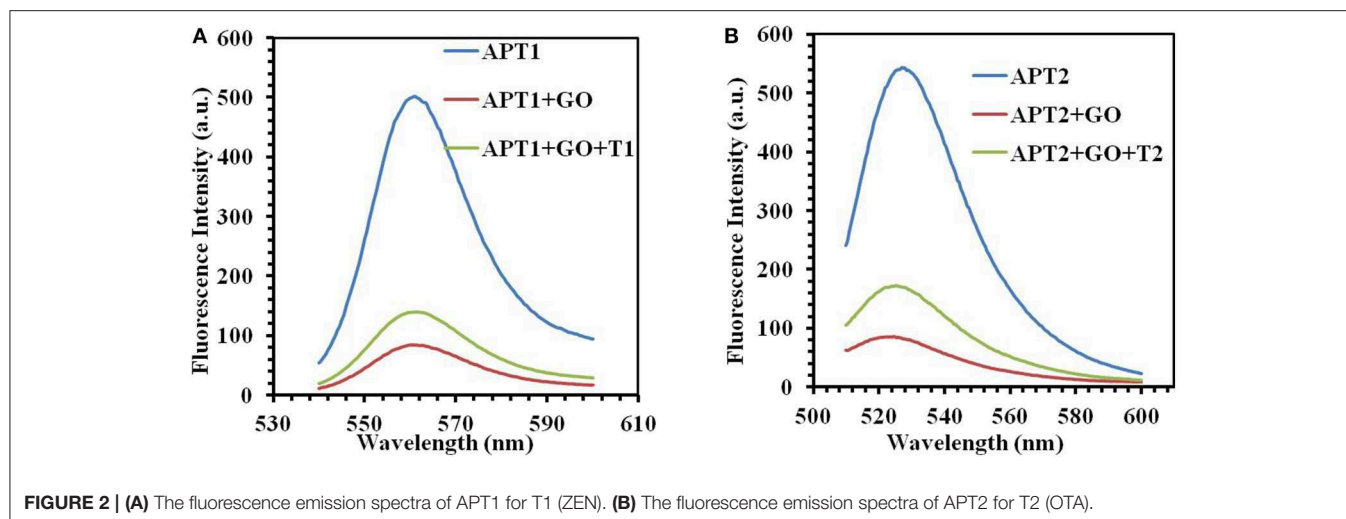 A
600
500
400
300
200
100
0
530 550 570 590 610
Fluorescence Intensity (a.u.)
Wavelength (nm)
APT1
APT1+GO
APT1+GO+T1
B
600
500
400
300
200
100
0
500 520 540 560 580 600
Fluorescence Intensity (a.u.)
Wavelength (nm)
APT2
APT2+GO
APT2+GO+T2
FIGURE 2 | (A) The fluorescence emission spectra of APT1 for T1 (ZEN). (B) The fluorescence emission spectra of APT2 for T2 (OTA).